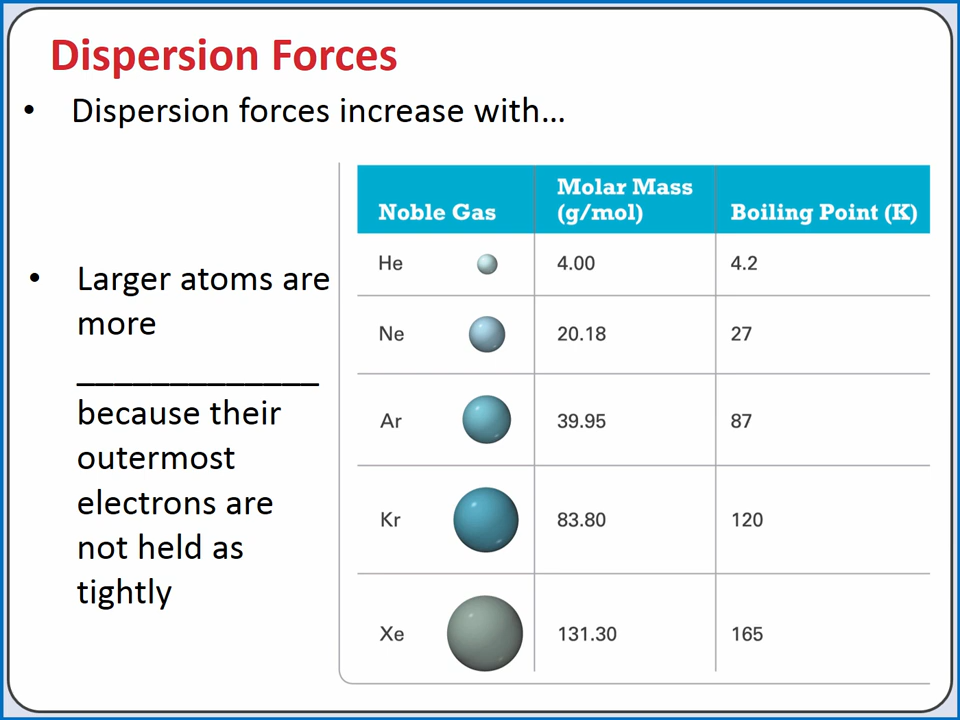 Dispersion Forces
• Dispersion forces increase with…
• Larger atoms are
more
_____________
because their
outermost
electrons are
not held as
tightly
Noble Gas Molar Mass (g/mol) Boiling Point (K)
He 4.00 4.2
Ne 20.18 27
Ar 39.95 87
Kr 83.80 120
Xe 131.30 165